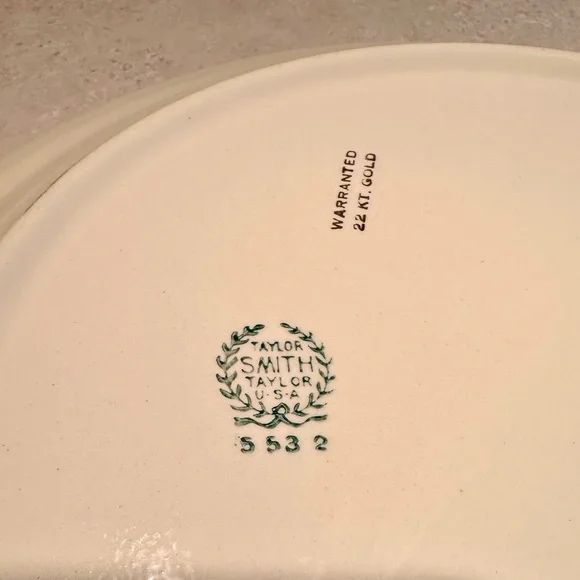 WARRANTED
22 KT. GOLD
TAYLOR
SMITH
TAYLOR
U·S·A
5 53 2